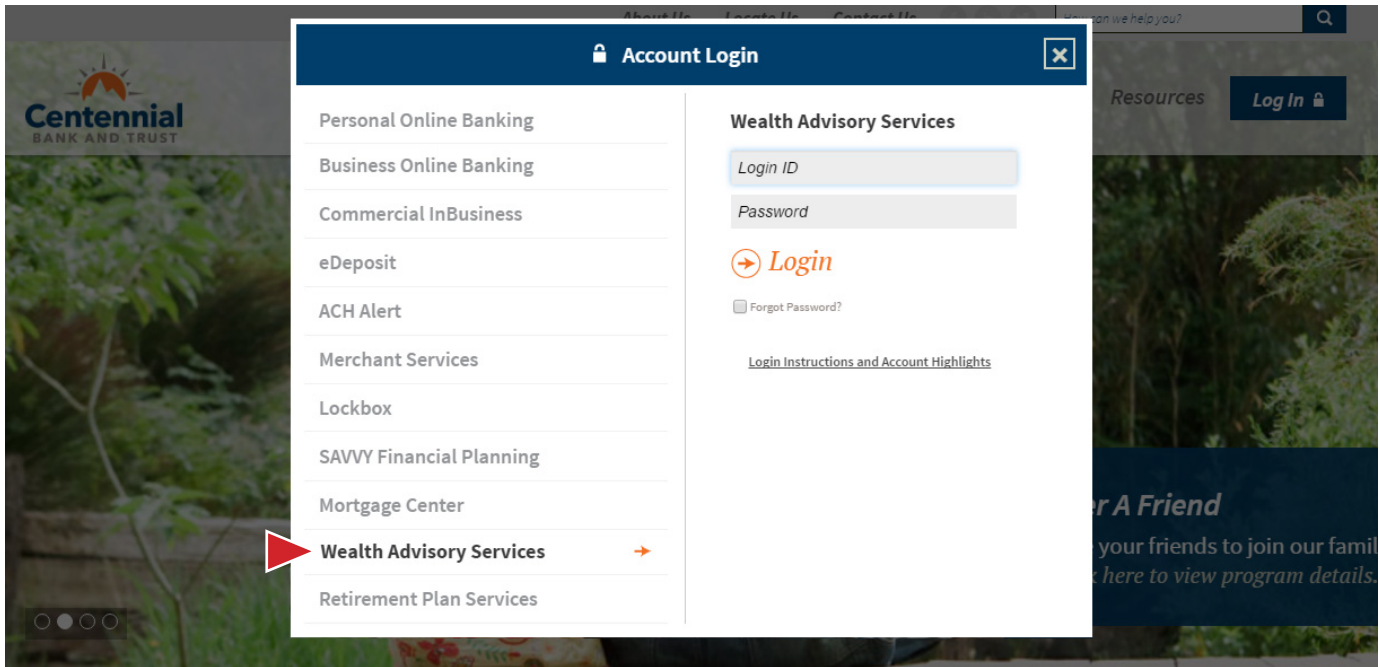 About Us Locate Us Contact Us
How can we help you?
Account Login
Centennial
BANK AND TRUST
Resources
Log In
Personal Online Banking
Business Online Banking
Commercial InBusiness
eDeposit
ACH Alert
Merchant Services
Lockbox
SAVVY Financial Planning
Mortgage Center
Wealth Advisory Services
Retirement Plan Services
Wealth Advisory Services
Login ID
Password
Login
Forgot Password?
Login Instructions and Account Highlights
r A Friend
your friends to join our famil
here to view program details.